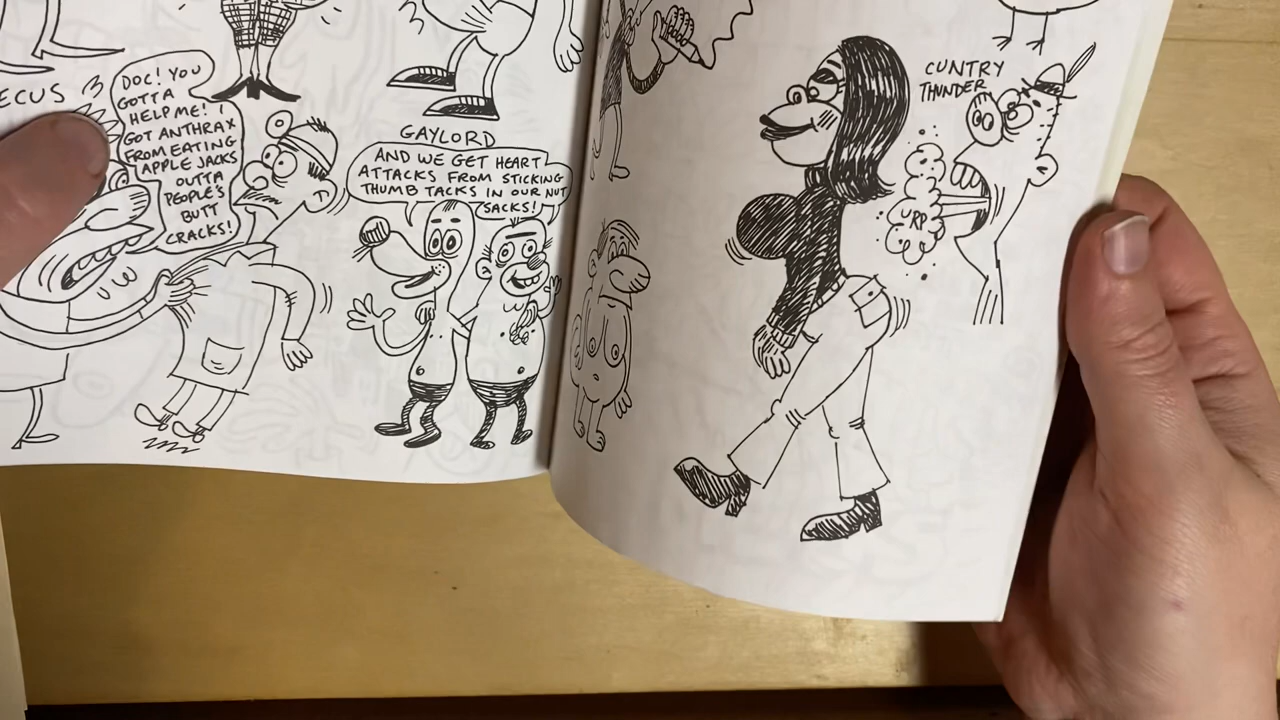 ECUS
DOC! YOU
GOTTA
HELP ME! I
GOT ANTHRAX
FROM EATING
APPLE JACKS
OUTTA
PEOPLE'S
BUTT
CRACKS!
GAYLORD
AND WE GET HEART
ATTACKS FROM STICKING
THUMB TACKS IN OUR NUT
SACKS!
CUNTRY
THUNDER
URP